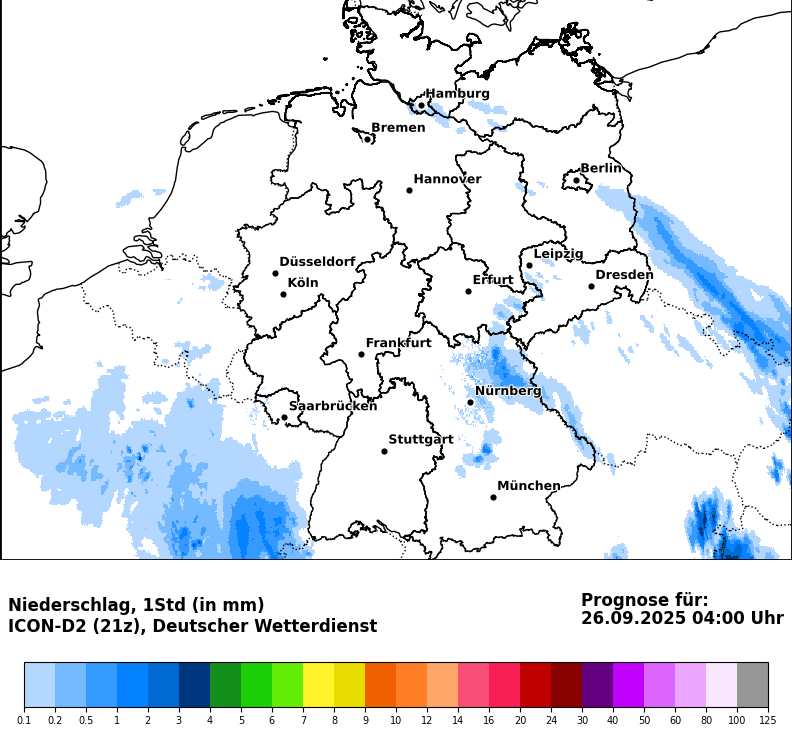 Hamburg
Bremen
Berlin
Hannover
Düsseldorf
Köln
Leipzig
Erfurt
Dresden
Frankfurt
Nürnberg
Saarbrücken
Stuttgart
München
Niederschlag, 1Std (in mm)
ICON-D2 (21z), Deutscher Wetterdienst
Prognose für:
26.09.2025 04:00 Uhr
0.1 0.2 0.5 1 2 3 4 5 6 7 8 9 10 12 14 16 20 24 30 40 50 60 80 100 125